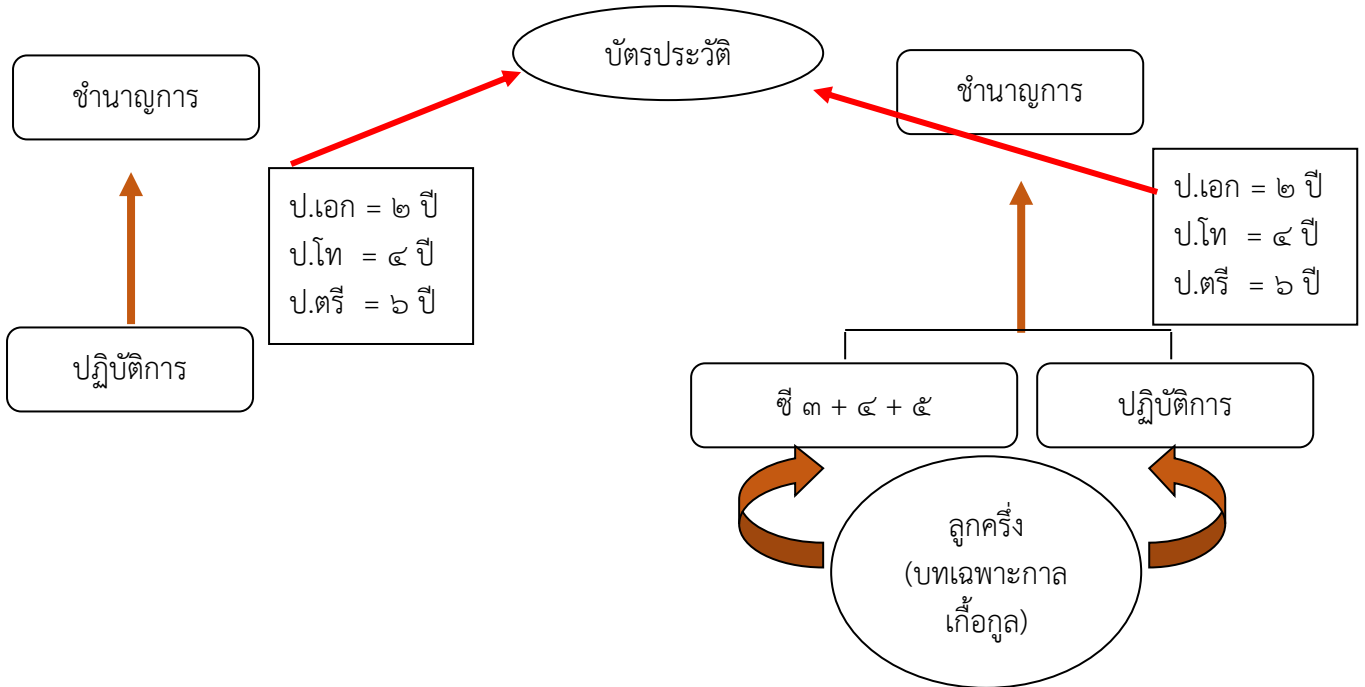 บัตรประวัติ
ชำนาญการ
ชำนาญการ
ป.เอก = ๒ ปี
ป.โท = ๔ ปี
ป.ตรี = ๖ ปี
ป.เอก = ๒ ปี
ป.โท = ๔ ปี
ป.ตรี = ๖ ปี
ปฏิบัติการ
ซี ๓ + ๔ + ๕
ปฏิบัติการ
ลูกครึ่ง
(บทเฉพาะกาล
เกื้อกูล)